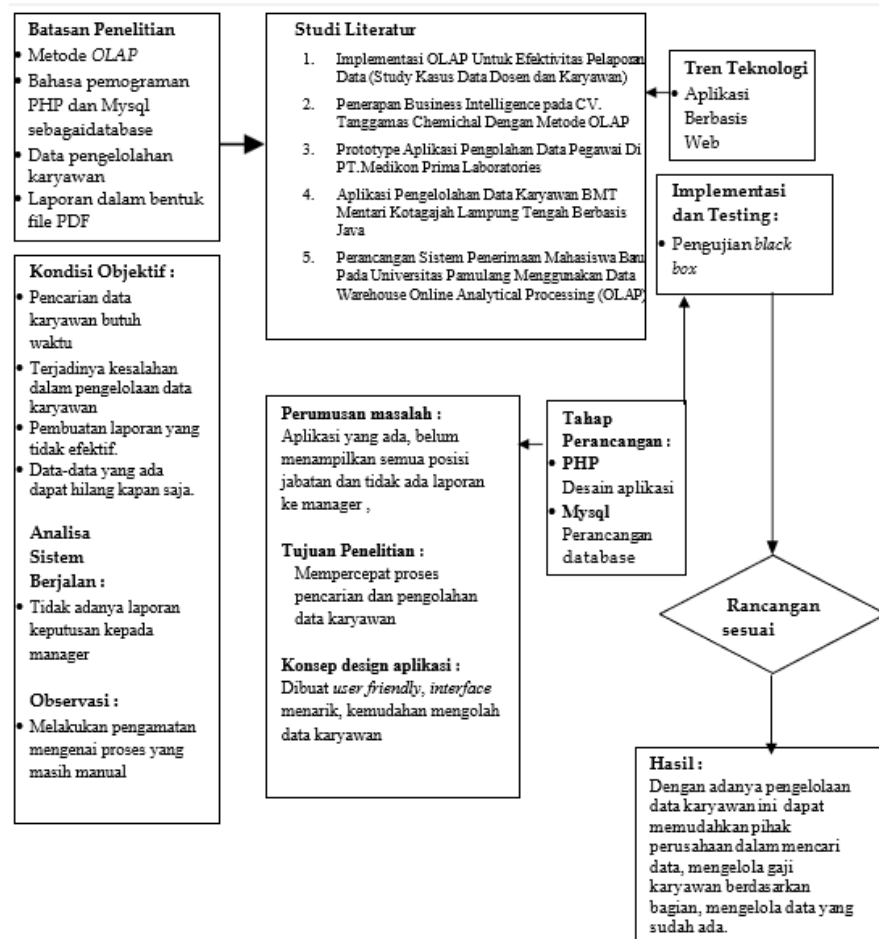 Batasan Penelitian
• Metode OLAP
• Bahasa pemograman
PHP dan Mysql
sebagaidatabase
• Data pengelolahan
karyawan
• Laporan dalam bentuk
file PDF
Studi Literatur
1. Implementasi OLAP Untuk Efektivitas Pelaporan
Data (Study Kasus Data Dosen dan Karyawan)
2. Penerapan Business Intelligence pada CV.
Tanggamas Chemichal Dengan Metode OLAP
3. Prototype Aplikasi Pengolahan Data Pegawai Di
PT.Medikon Prima Laboratories
4. Aplikasi Pengelolahan Data Karyawan BMT
Mentari Kotagajah Lampung Tengah Berbasis
Java
5. Perancangan Sistem Penerimaan Mahasiswa Baru
Pada Universitas Pamulang Menggunakan Data
Warehouse Online Analytical Processing (OLAP)
Tren Teknologi
• Aplikasi
Berbasis
Web
Implementasi
dan Testing :
• Pengujian black
box
Kondisi Objektif :
• Pencarian data
karyawan butuh
waktu
• Terjadinya kesalahan
dalam pengelolaan data
karyawan
• Pembuatan laporan yang
tidak efektif.
• Data-data yang ada
dapat hilang kapan saja.
Analisa
Sistem
Berjalan :
• Tidak adanya laporan
keputusan kepada
manager
Observasi :
• Melakukan pengamatan
mengenai proses yang
masih manual
Perumusan masalah :
Aplikasi yang ada, belum
menampilkan semua posisi
jabatan dan tidak ada laporan
ke manager ,
Tujuan Penelitian :
Mempercepat proses
pencarian dan pengolahan
data karyawan
Konsep design aplikasi :
Dibuat user friendly, interface
menarik, kemudahan mengolah
data karyawan
Tahap
Perancangan :
• PHP
Desain aplikasi
• Mysql
Perancangan
database
Rancangan
sesuai
Hasil :
Dengan adanya pengelolaan
data karyawan ini dapat
memudahkan pihak
perusahaan dalam mencari
data, mengelola gaji
karyawan berdasarkan
bagian, mengelola data yang
sudah ada.